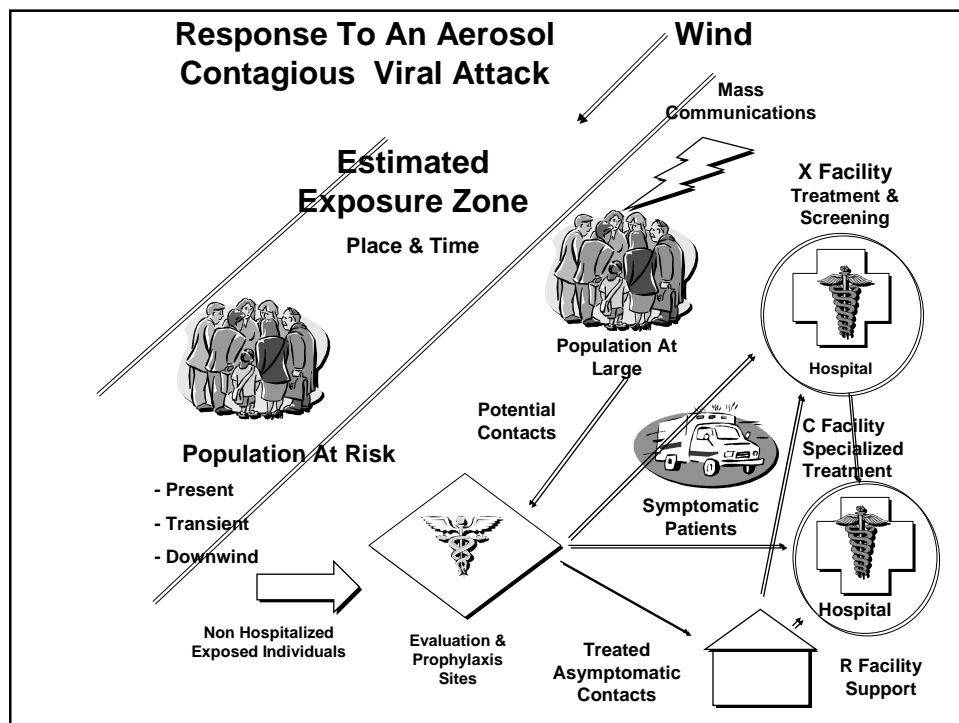 Response To An Aerosol
Contagious Viral Attack
Wind
Mass
Communications
Estimated
Exposure Zone
Place & Time
X Facility
Treatment &
Screening
Hospital
Population At
Large
Potential
Contacts
C Facility
Specialized
Treatment
Population At Risk
- Present
- Transient
- Downwind
Symptomatic
Patients
Hospital
Non Hospitalized
Exposed Individuals
Evaluation &
Prophylaxis
Sites
Treated
Asymptomatic
Contacts
R Facility
Support